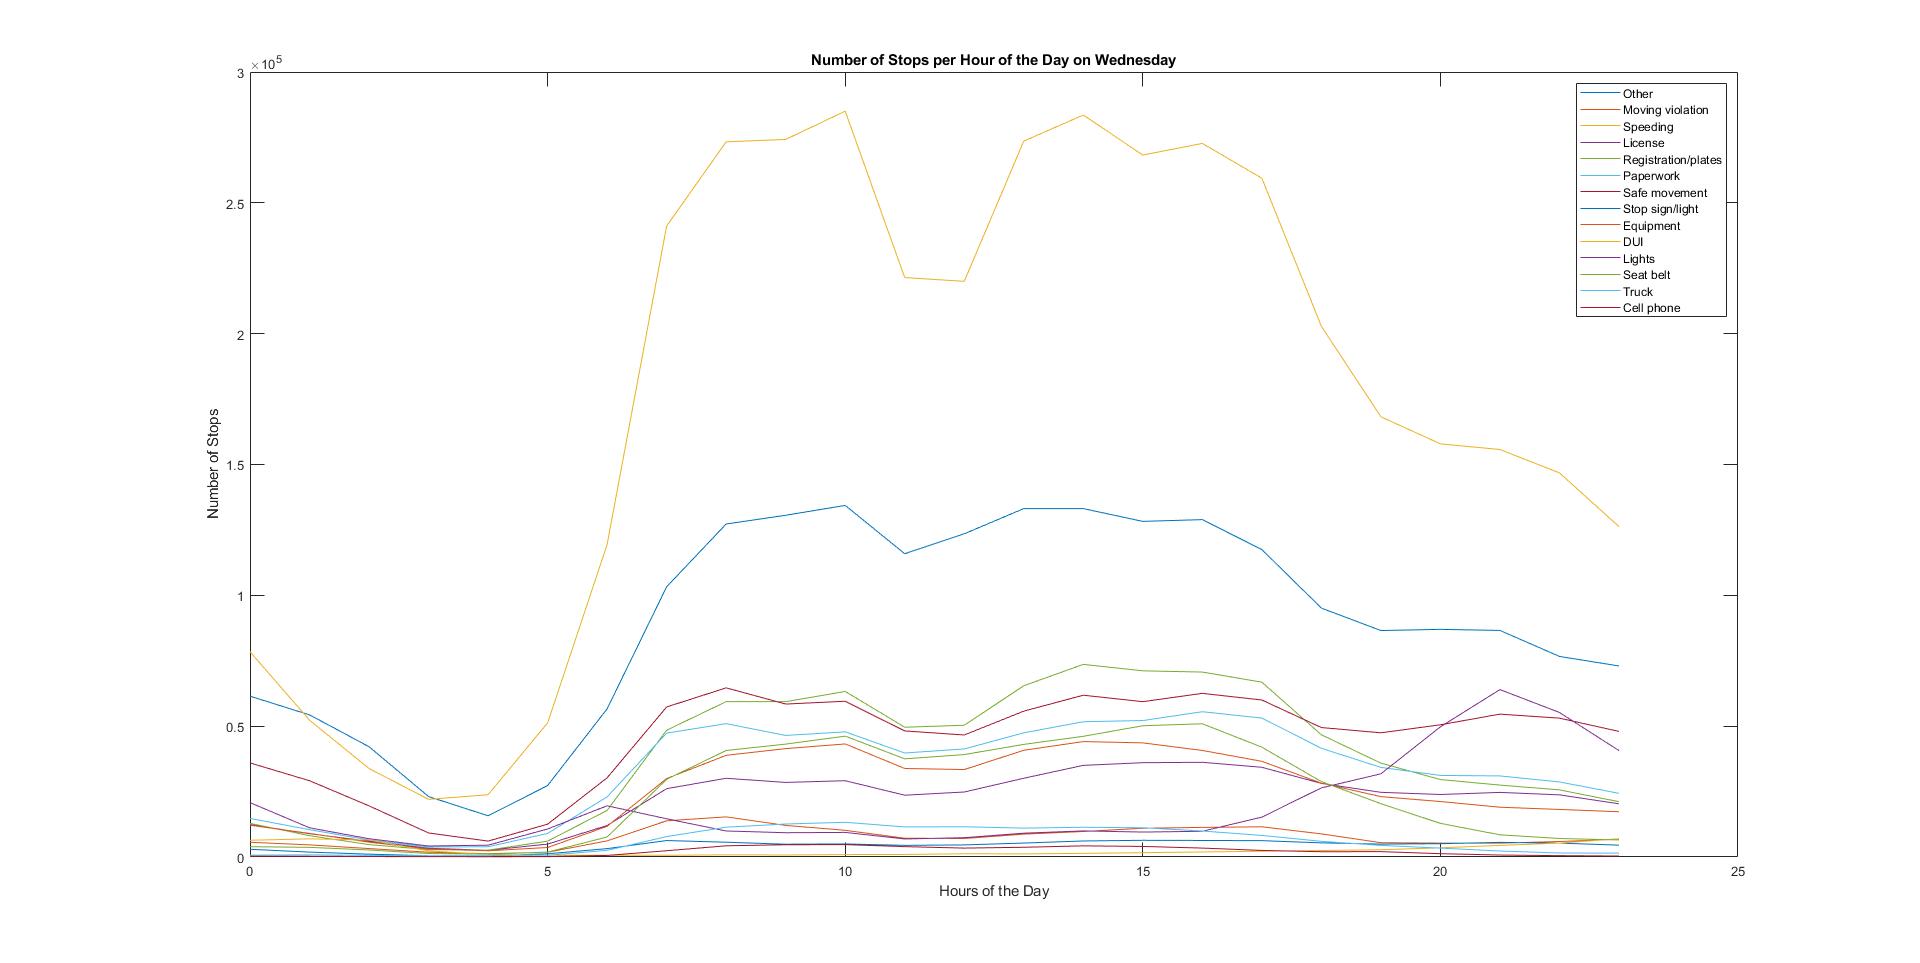 Number of Stops per Hour of the Day on Wednesday
×10^5
3
2.5
2
1.5
1
0.5
0
Number of Stops
0 5 10 15 20 25
Hours of the Day
Other
Moving violation
Speeding
License
Registration/plates
Paperwork
Safe movement
Stop sign/light
Equipment
DUI
Lights
Seat belt
Truck
Cell phone